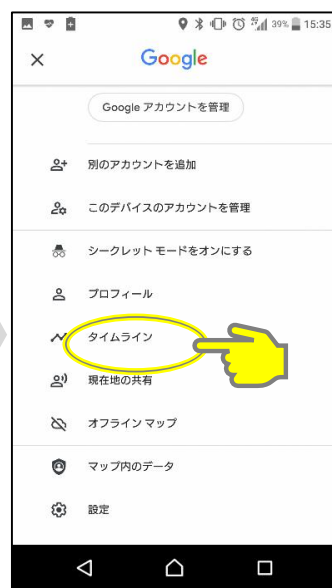 39% 15:35
Google
Google アカウントを管理
別のアカウントを追加
このデバイスのアカウントを管理
シークレット モードをオンにする
プロフィール
タイムライン
現在地の共有
オフライン マップ
マップ内のデータ
設定